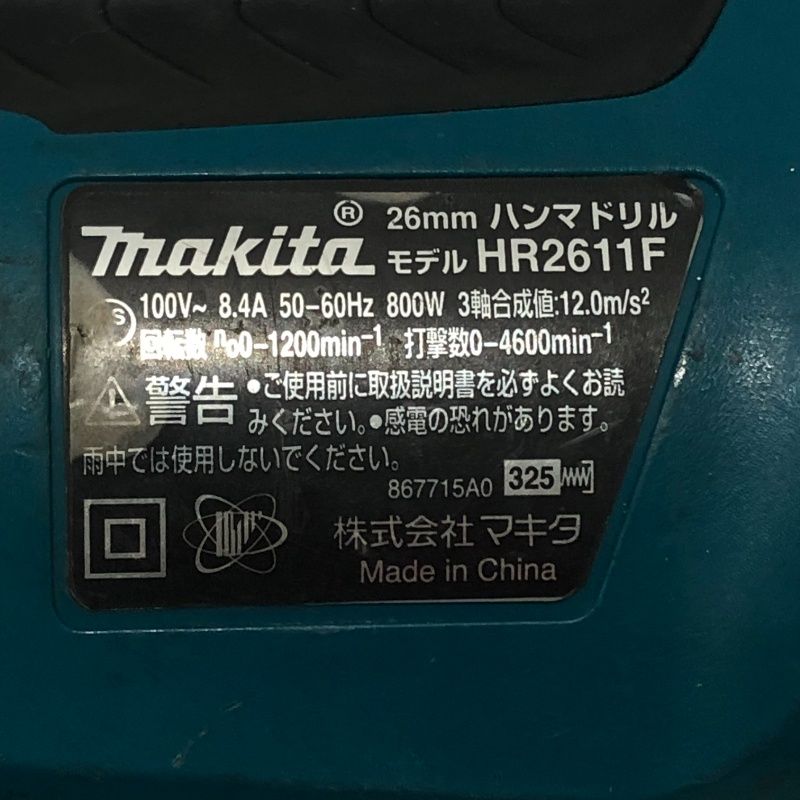 makita®
26mm ハンマドリル
モデル HR2611F
100V~ 8.4A 50-60Hz 800W 3軸合成値:12.0m/s²
回転数 n₀0-1200min⁻¹ 打撃数0-4600min⁻¹
警告 •ご使用前に取扱説明書を必ずよくお読
みください。•感電の恐れがあります。
雨中では使用しないでください。
867715A0 325
株式会社 マキタ
Made in China